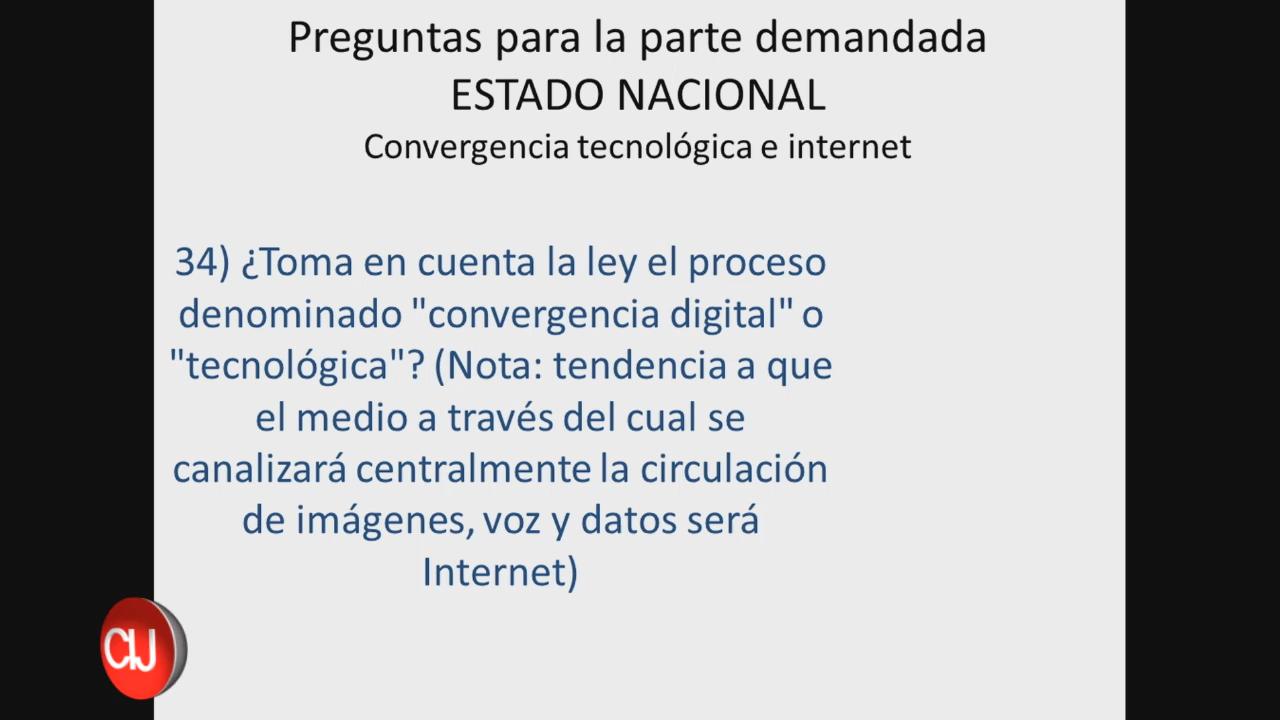 Preguntas para la parte demandada
ESTADO NACIONAL
Convergencia tecnológica e internet
34) ¿Toma en cuenta la ley el proceso
denominado "convergencia digital" o
"tecnológica"? (Nota: tendencia a que
el medio a través del cual se
canalizará centralmente la circulación
de imágenes, voz y datos será
Internet)
CIJ